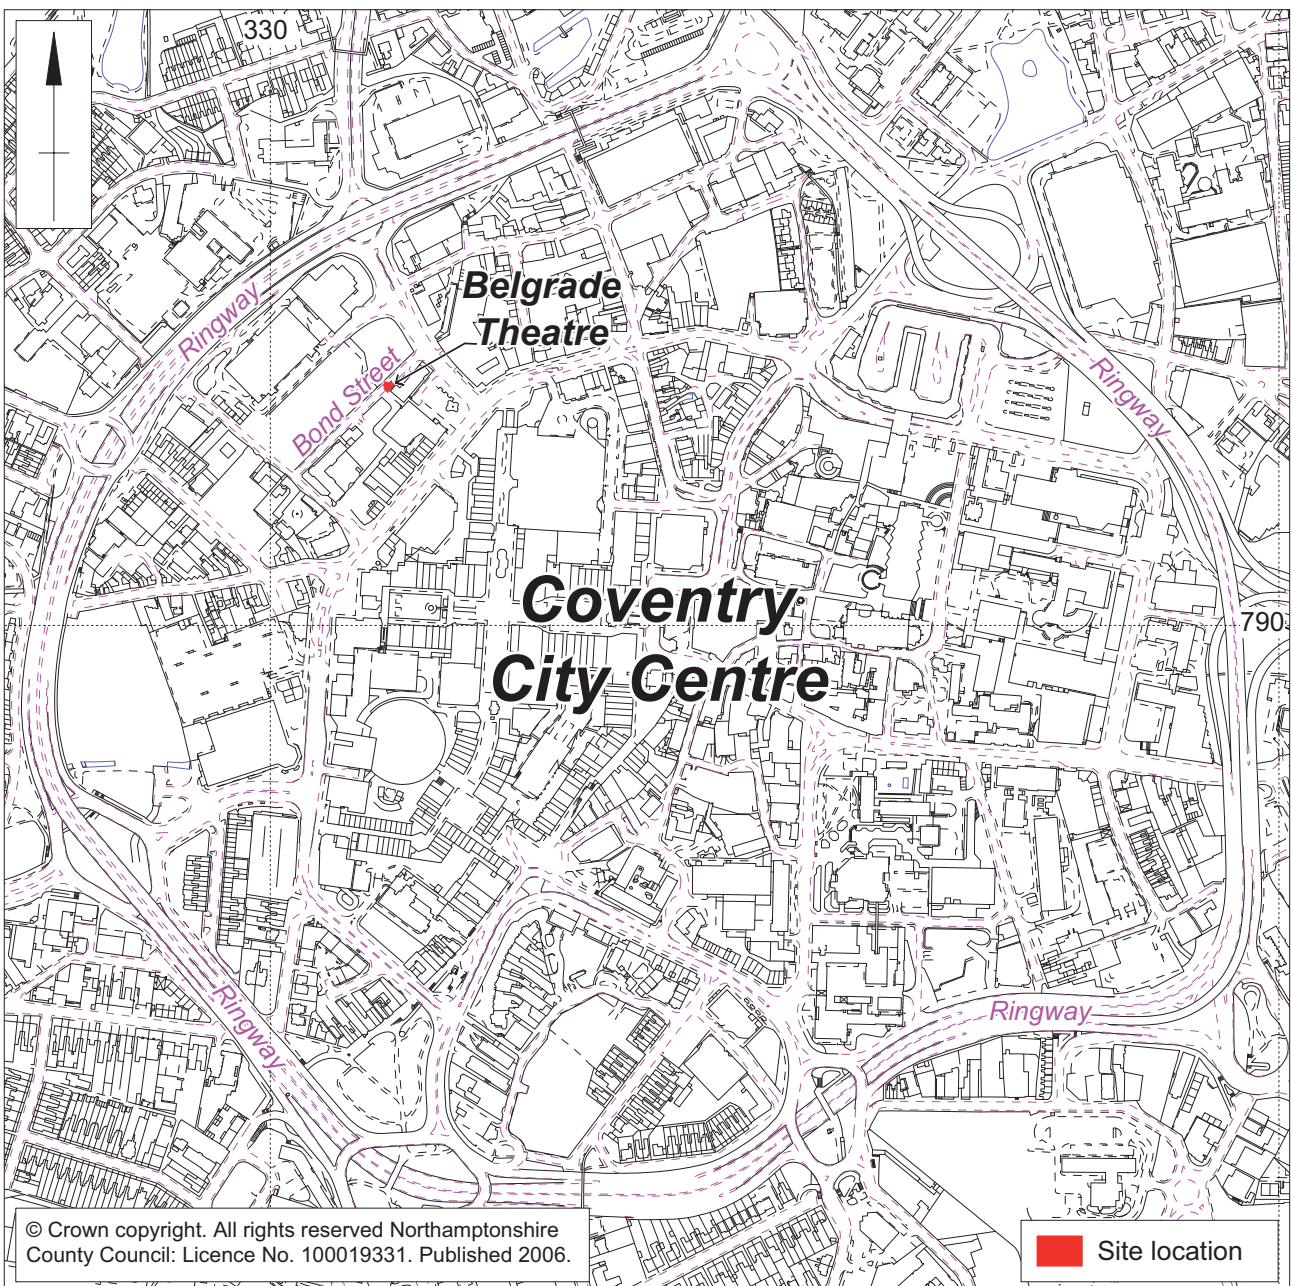 330
Belgrade
Theatre
Ringway
Bond Street
Ringway
Coventry
790
City Centre
Ringway
Ringway
© Crown copyright. All rights reserved Northamptonshire
County Council: Licence No. 100019331. Published 2006.
Site location